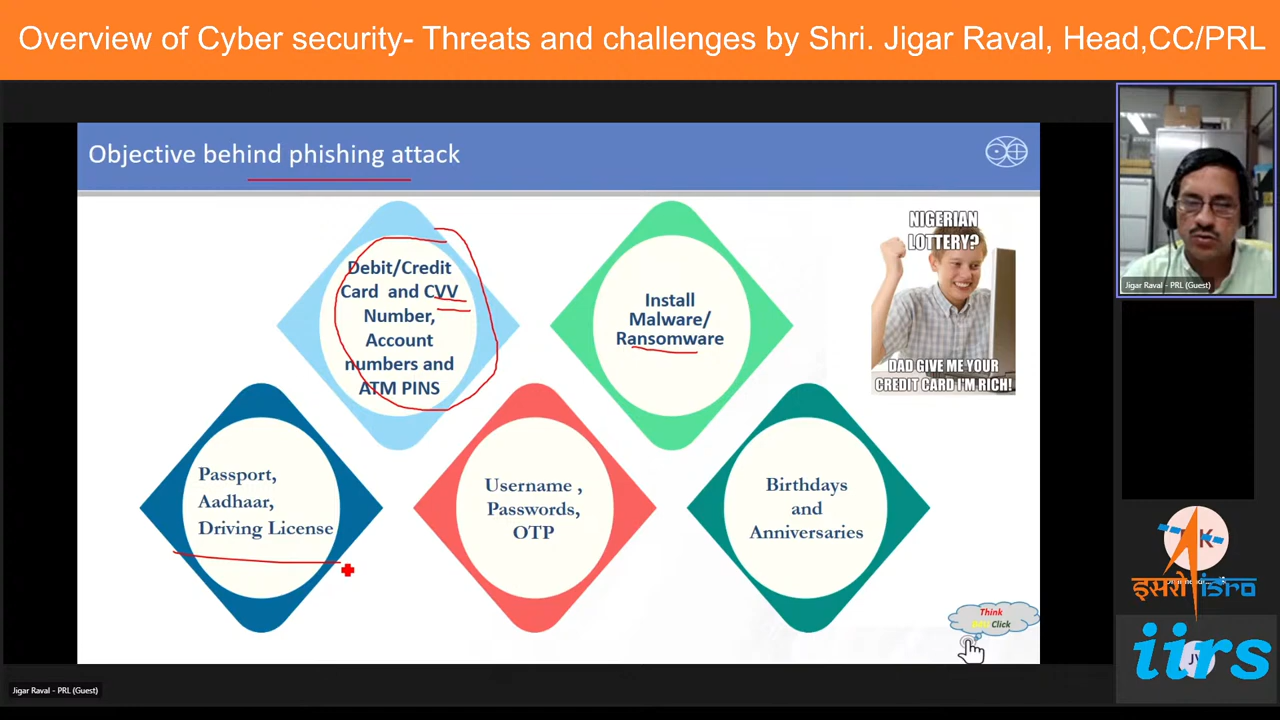 Overview of Cyber security- Threats and challenges by Shri. Jigar Raval, Head,CC/PRL
Objective behind phishing attack
Debit/Credit
Card and CVV
Number,
Account
numbers and
ATM PINS
Install
Malware/
Ransomware
NIGERIAN
LOTTERY?
DAD GIVE ME YOUR
CREDIT CARD I'M RICH!
Passport,
Aadhaar,
Driving License
Username ,
Passwords,
OTP
Birthdays
and
Anniversaries
Think
Click
Jigar Raval - PRL (Guest)
Jigar Raval - PRL (Guest)
K
इसरो isro
iirs